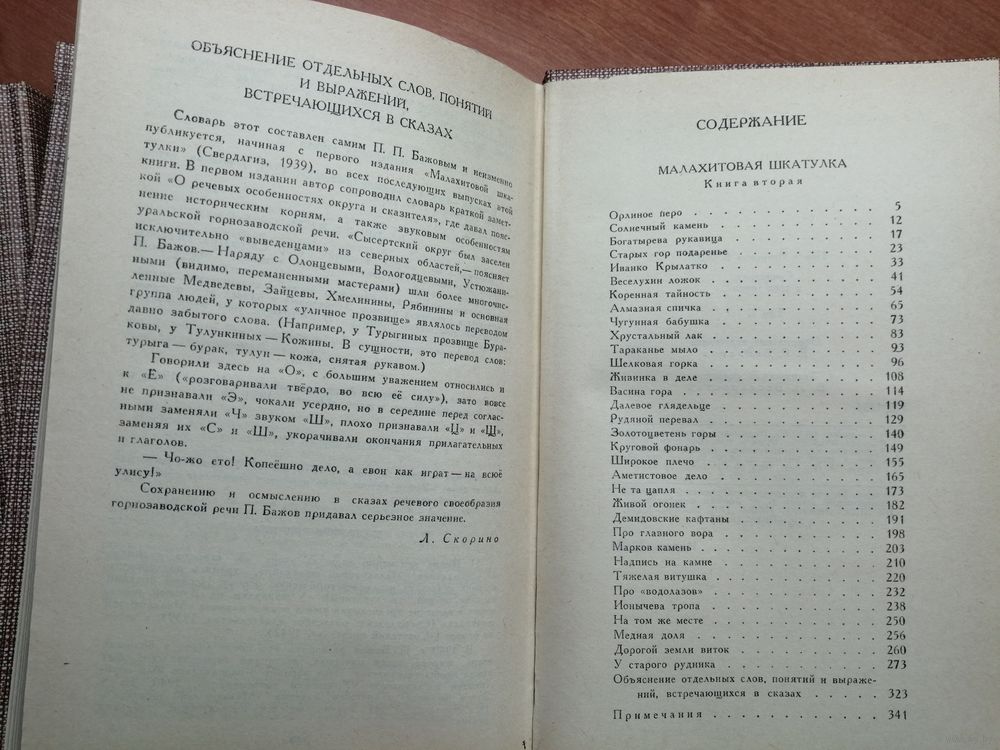 ОБЪЯСНЕНИЕ ОТДЕЛЬНЫХ СЛОВ, ПОНЯТИЙ
И ВЫРАЖЕНИЙ,
ВСТРЕЧАЮЩИХСЯ В СКАЗАХ
Словарь этот составлен самим П. П. Бажовым и неизменно
публикуется, начиная с первого издания «Малахитовой шка-
тулки» (Свердлгиз, 1939), во всех последующих выпусках этой
книги. В первом издании автор сопроводил словарь краткой замет-
кой «О речевых особенностях округа и сказителя», где давал пояс-
нение историческим корням, а также звуковым особенностям
уральской горнозаводской речи. «Сысертский округ был заселен
исключительно «выведенцами» из северных областей,— поясняет
П. Бажов.— Наряду с Олонцевыми, Вологодцевыми, Устюжани-
ными (видимо, переманенными мастерами) шли более многочис-
ленные Медведевы, Зайцевы, Хмелинины, Рябинины и основная
группа людей, у которых «уличное прозвище» являлось переводом
давно забытого слова. (Например, у Турыгиных прозвище Бура-
ковы, у Тулункиных — Кожины. В сущности, это перевод слов:
турыга — бурак, тулун — кожа, снятая рукавом.)
Говорили здесь на «О», с большим уважением относились и
к «Е» («розговаривали твёрдо, во всю её силу»), зато вовсе
не признавали «Э», чокали усердно, но в середине перед соглас-
ными заменяли «Ч» звуком «Ш», плохо признавали «Ц» и «Щ»,
заменяя их «С» и «Ш», укорачивали окончания прилагательных
и глаголов.
— Чо-жо ето! Копеёшно дело, а евон как играт — на всюё
улису!»
Сохранению и осмыслению в сказах речевого своеобразия
горнозаводской речи П. Бажов придавал серьезное значение.
Л. Скорино
СОДЕРЖАНИЕ
МАЛАХИТОВАЯ ШКАТУЛКА
Книга вторая
Орлиное перо . . . . . . . . . . 5
Солнечный камень . . . . . . . . . . 12
Богатырева рукавица . . . . . . . . . . 17
Старых гор подаренье . . . . . . . . . . 23
Иванко Крылатко . . . . . . . . . . 33
Веселухин ложок . . . . . . . . . . 41
Коренная тайность . . . . . . . . . . 54
Алмазная спичка . . . . . . . . . . 65
Чугунная бабушка . . . . . . . . . . 73
Хрустальный лак . . . . . . . . . . 83
Тараканье мыло . . . . . . . . . . 93
Шелковая горка . . . . . . . . . . 96
Живинка в деле . . . . . . . . . . 108
Васина гора . . . . . . . . . . 114
Далевое глядельце . . . . . . . . . . 119
Рудяной перевал . . . . . . . . . . 129
Золотоцветень горы . . . . . . . . . . 140
Круговой фонарь . . . . . . . . . . 149
Широкое плечо . . . . . . . . . . 155
Аметистовое дело . . . . . . . . . . 165
Не та цапля . . . . . . . . . . 173
Живой огонек . . . . . . . . . . 182
Демидовские кафтаны . . . . . . . . . . 191
Про главного вора . . . . . . . . . . 198
Марков камень . . . . . . . . . . 203
Надпись на камне . . . . . . . . . . 210
Тяжелая витушка . . . . . . . . . . 220
Про «водолазов» . . . . . . . . . . 232
Ионычева тропа . . . . . . . . . . 238
На том же месте . . . . . . . . . . 250
Медная доля . . . . . . . . . . 256
Дорогой земли виток . . . . . . . . . . 260
У старого рудника . . . . . . . . . . 273
Объяснение отдельных слов, понятий и выраже-
ний, встречающихся в сказах . . . . . 323
Примечания . . . . . . . . . . 341